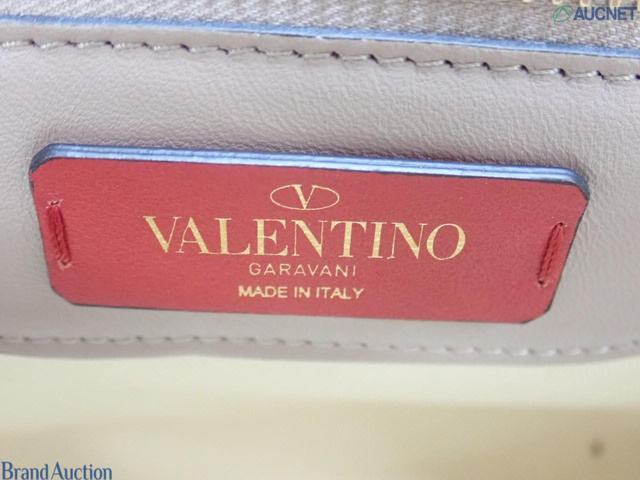 AUCNET
V
VALENTINO
GARAVANI
MADE IN ITALY
Brand Auction